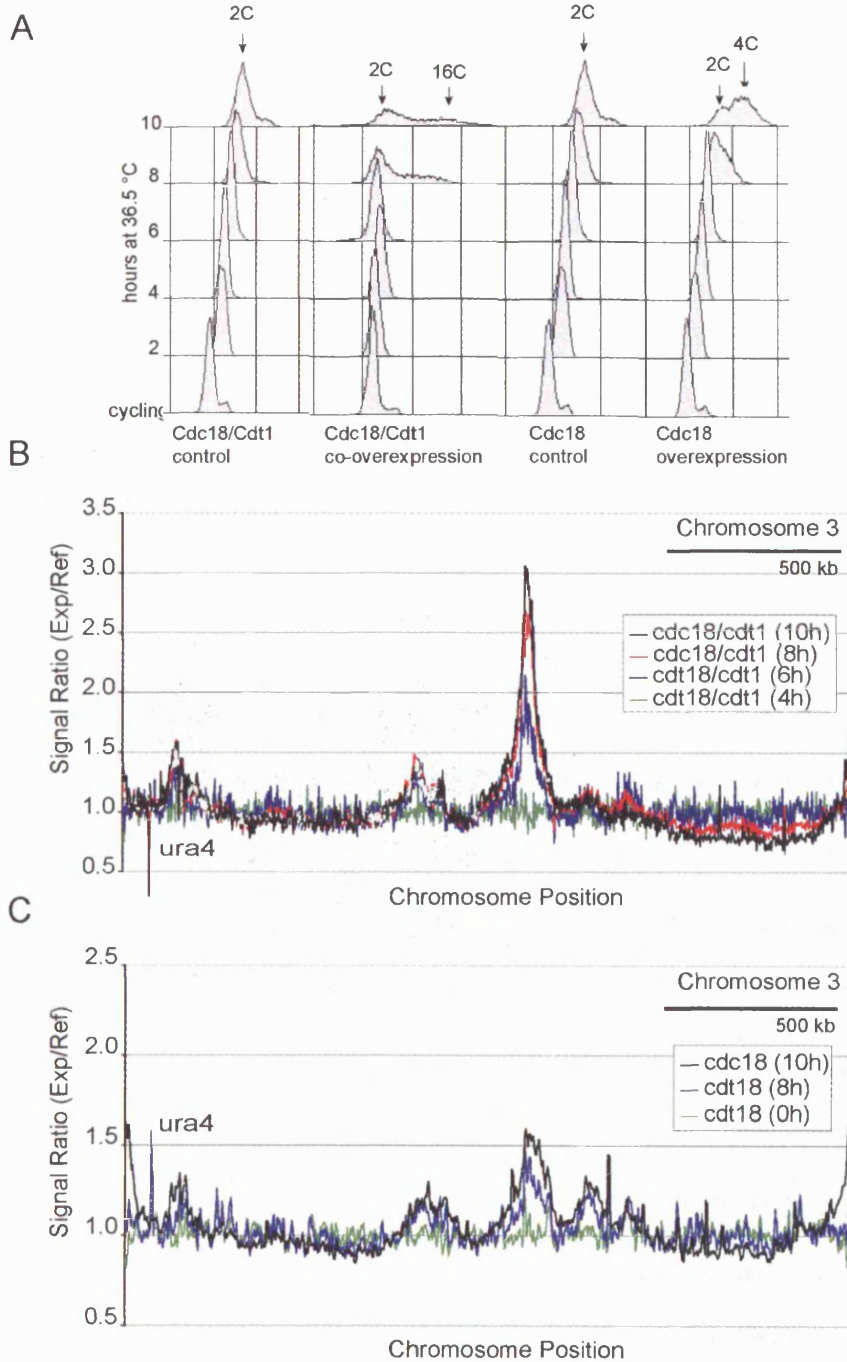 A
2C
2C
16C
2C
2C
4C
10
8
6
4
2
cycling
hours at 36.5 °C
Cdc18/Cdt1
control
Cdc18/Cdt1
co-overexpression
Cdc18
control
Cdc18
overexpression
B
3.5
3.0
2.5
2.0
1.5
1.0
0.5
Signal Ratio (Exp/Ref)
Chromosome 3
500 kb
cdc18/cdt1 (10h)
cdc18/cdt1 (8h)
cdt18/cdt1 (6h)
cdt18/cdt1 (4h)
ura4
Chromosome Position
C
2.5
2.0
1.5
1.0
0.5
Signal Ratio (Exp/Ref)
Chromosome 3
500 kb
cdc18 (10h)
cdt18 (8h)
cdt18 (0h)
ura4
Chromosome Position